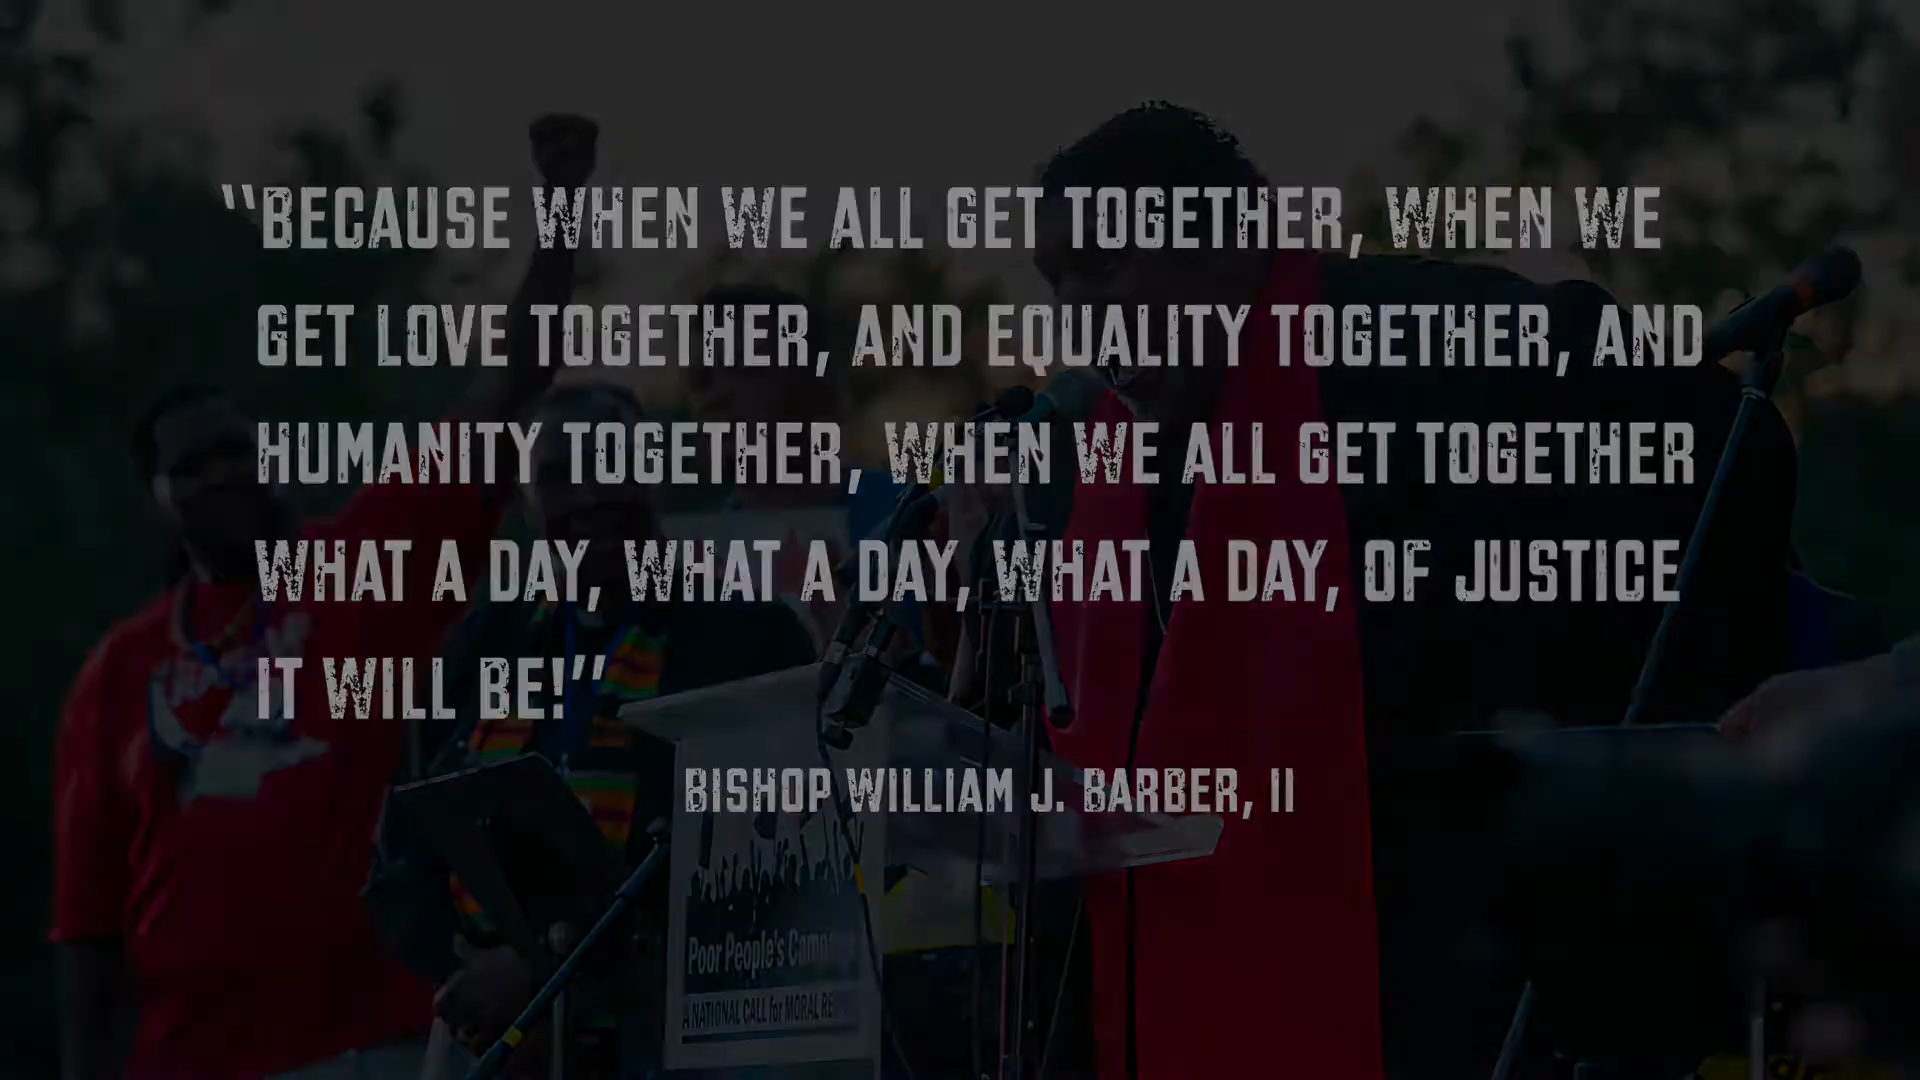 “BECAUSE WHEN WE ALL GET TOGETHER, WHEN WE
GET LOVE TOGETHER, AND EQUALITY TOGETHER, AND
HUMANITY TOGETHER, WHEN WE ALL GET TOGETHER
WHAT A DAY, WHAT A DAY, WHAT A DAY, OF JUSTICE
IT WILL BE!”
BISHOP WILLIAM J. BARBER, II
Poor People's
A NATIONAL CALL for MORAL